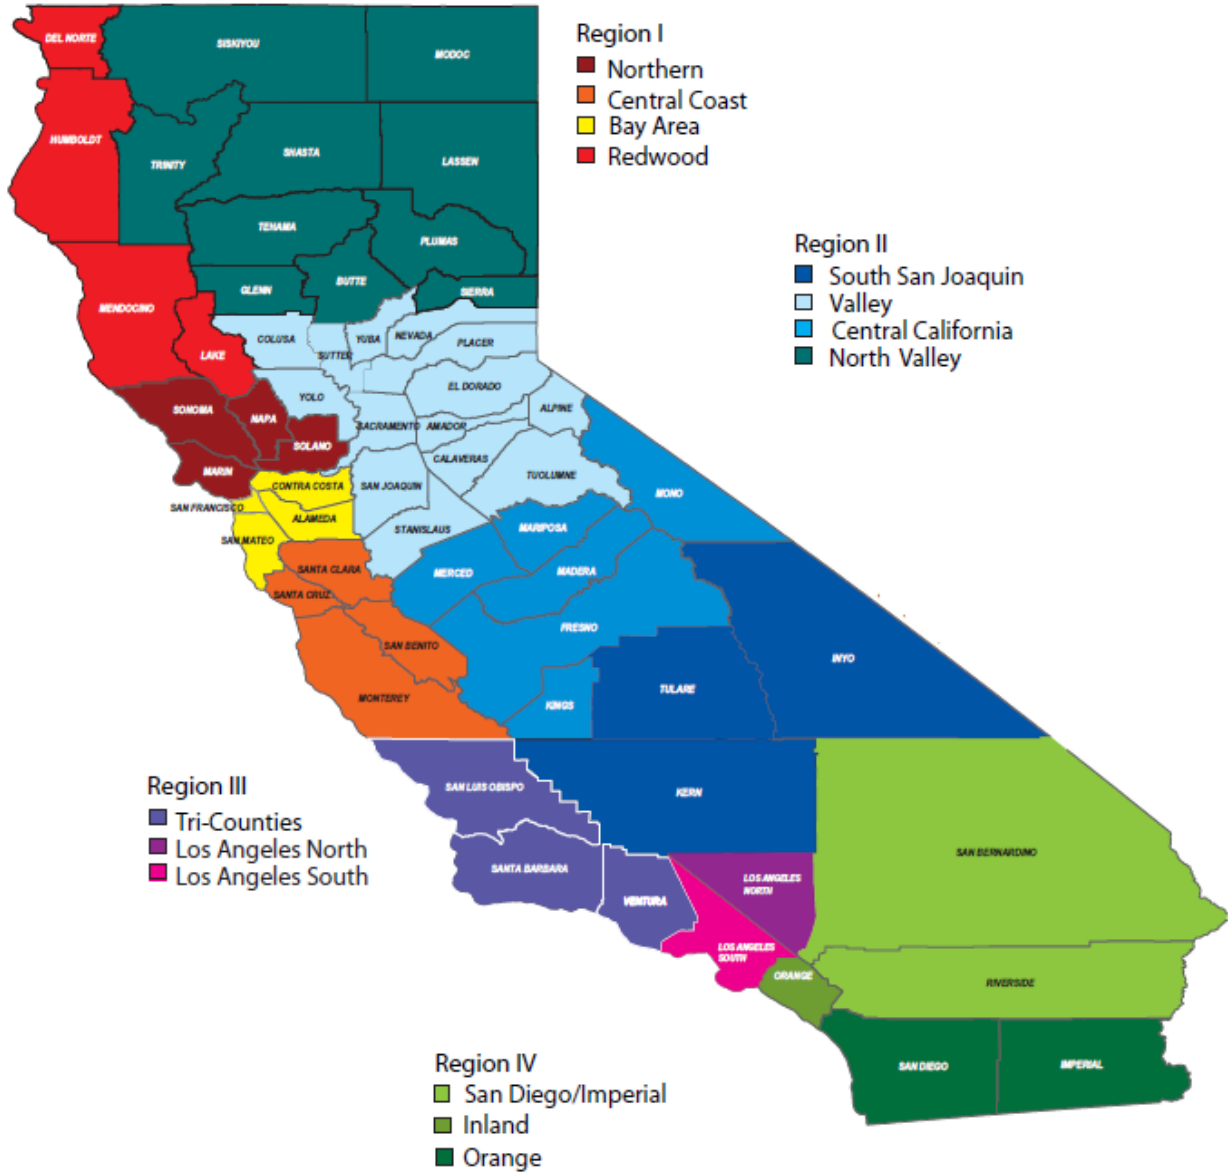 DEL NORTE
SISKIYOU
MODOC
HUMBOLDT
TRINITY
SHASTA
LASSEN
TEHAMA
PLUMAS
GLENN
BUTTE
SIERRA
MENDOCINO
LAKE
COLUSA
SUTTER
YUBA
NEVADA
PLACER
EL DORADO
YOLO
SONOMA
NAPA
SOLANO
SACRAMENTO
AMADOR
ALPINE
MARIN
CALAVERAS
TUOLUMNE
CONTRA COSTA
SAN JOAQUIN
MONO
SAN FRANCISCO
ALAMEDA
STANISLAUS
MARIPOSA
SAN MATEO
SANTA CLARA
MERCED
MADERA
SANTA CRUZ
FRESNO
SAN BENITO
INYO
MONTEREY
KINGS
TULARE
SAN LUIS OBISPO
KERN
SANTA BARBARA
VENTURA
LOS ANGELES
NORTH
SAN BERNARDINO
LOS ANGELES
SOUTH
ORANGE
RIVERSIDE
SAN DIEGO
IMPERIAL
Region I
Northern
Central Coast
Bay Area
Redwood
Region II
South San Joaquin
Valley
Central California
North Valley
Region III
Tri-Counties
Los Angeles North
Los Angeles South
Region IV
San Diego/Imperial
Inland
Orange